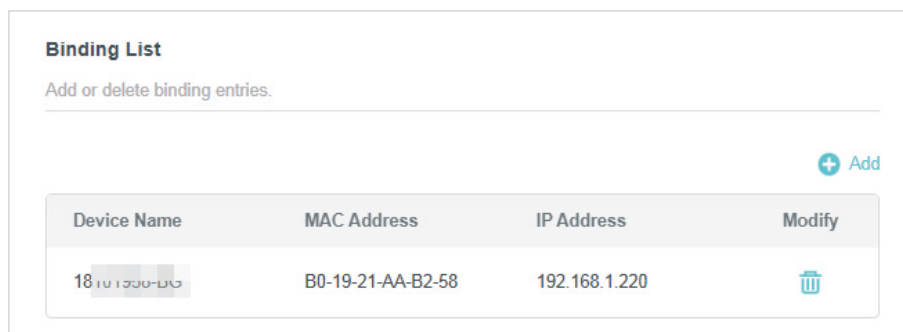 Binding List
Add or delete binding entries.
Add
Device Name MAC Address IP Address Modify
B0-19-21-AA-B2-58 192.168.1.220